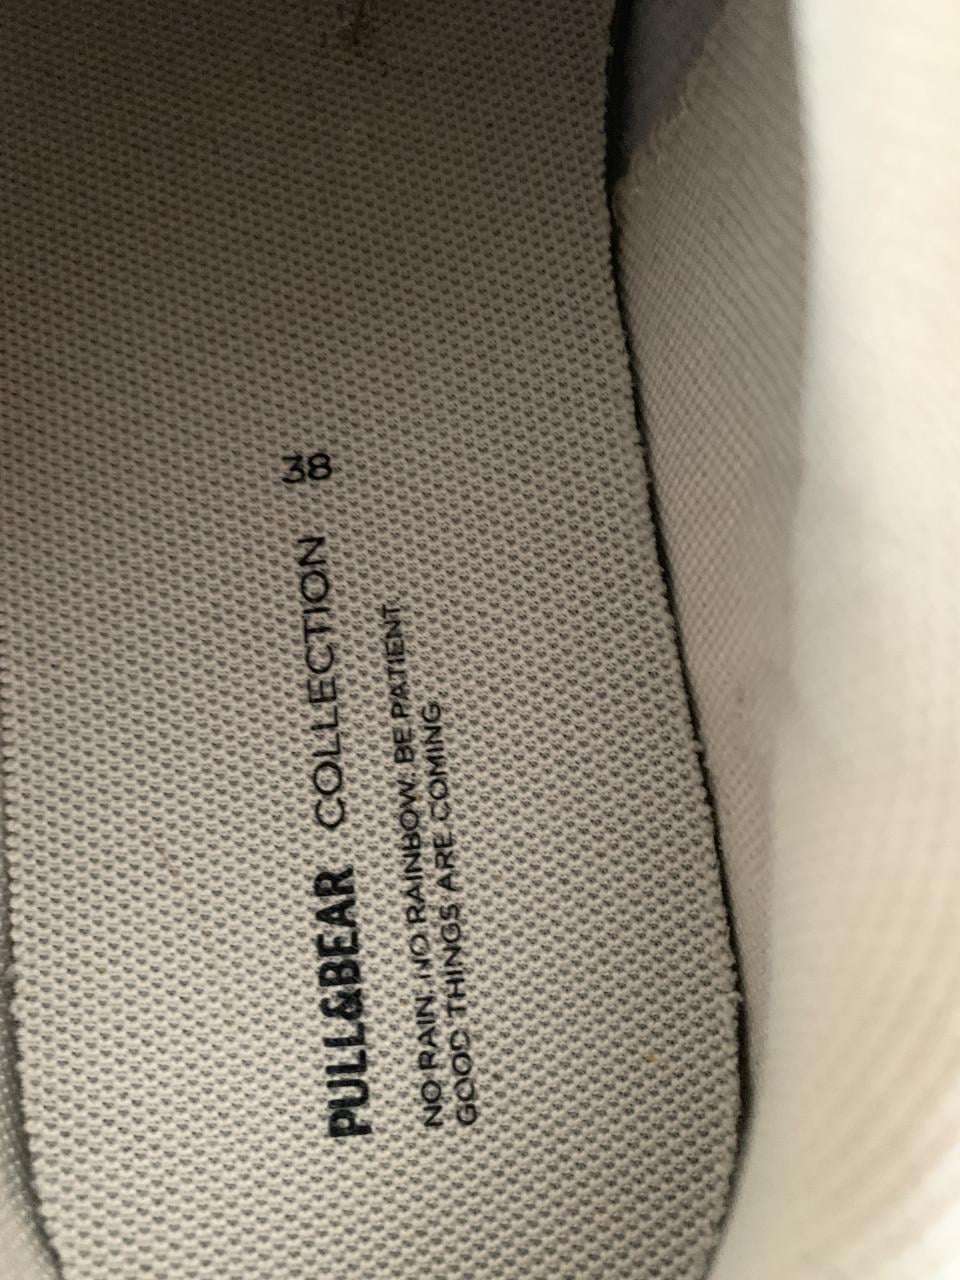 PULL&BEAR COLLECTION 38
NO RAIN, NO RAINBOW. BE PATIENT
GOOD THINGS ARE COMING.